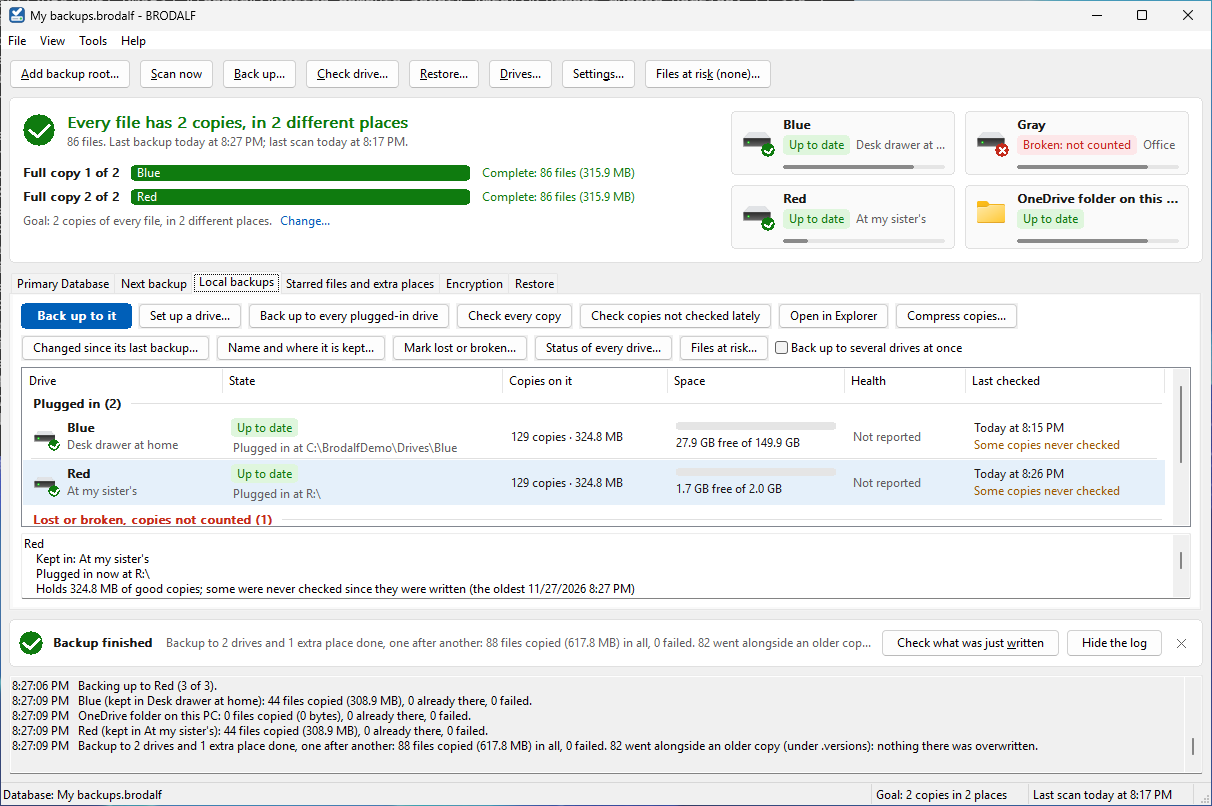 My backups.brodalf - BRODALF
File View Tools Help
Add backup root... Scan now Back up... Check drive... Restore... Drives... Settings... Files at risk (none)...
Every file has 2 copies, in 2 different places
86 files. Last backup today at 8:27 PM; last scan today at 8:17 PM.
Full copy 1 of 2 Blue Complete: 86 files (315.9 MB)
Full copy 2 of 2 Red Complete: 86 files (315.9 MB)
Goal: 2 copies of every file, in 2 different places. Change...
Blue
Up to date Desk drawer at ...
Gray
Broken: not counted Office
Red
Up to date At my sister's
OneDrive folder on this ...
Up to date
Primary Database Next backup Local backups Starred files and extra places Encryption Restore
Back up to it Set up a drive... Back up to every plugged-in drive Check every copy Check copies not checked lately Open in Explorer Compress copies...
Changed since its last backup... Name and where it is kept... Mark lost or broken... Status of every drive... Files at risk... Back up to several drives at once
Drive State Copies on it Space Health Last checked
Plugged in (2)
Blue
Desk drawer at home
Up to date
Plugged in at C:\BrodalfDemo\Drives\Blue
129 copies · 324.8 MB
27.9 GB free of 149.9 GB
Not reported
Today at 8:15 PM
Some copies never checked
Red
At my sister's
Up to date
Plugged in at R:\
129 copies · 324.8 MB
1.7 GB free of 2.0 GB
Not reported
Today at 8:26 PM
Some copies never checked
Lost or broken, copies not counted (1)
Red
Kept in: At my sister's
Plugged in now at R:\
Holds 324.8 MB of good copies; some were never checked since they were written (the oldest 11/27/2026 8:27 PM)
Backup finished Backup to 2 drives and 1 extra place done, one after another: 88 files copied (617.8 MB) in all, 0 failed. 82 went alongside an older cop... Check what was just written Hide the log
8:27:06 PM Backing up to Red (3 of 3).
8:27:09 PM Blue (kept in Desk drawer at home): 44 files copied (308.9 MB), 0 already there, 0 failed.
8:27:09 PM OneDrive folder on this PC: 0 files copied (0 bytes), 0 already there, 0 failed.
8:27:09 PM Red (kept in At my sister's): 44 files copied (308.9 MB), 0 already there, 0 failed.
8:27:09 PM Backup to 2 drives and 1 extra place done, one after another: 88 files copied (617.8 MB) in all, 0 failed. 82 went alongside an older copy (under .versions): nothing there was overwritten.
Database: My backups.brodalf Goal: 2 copies in 2 places Last scan today at 8:17 PM